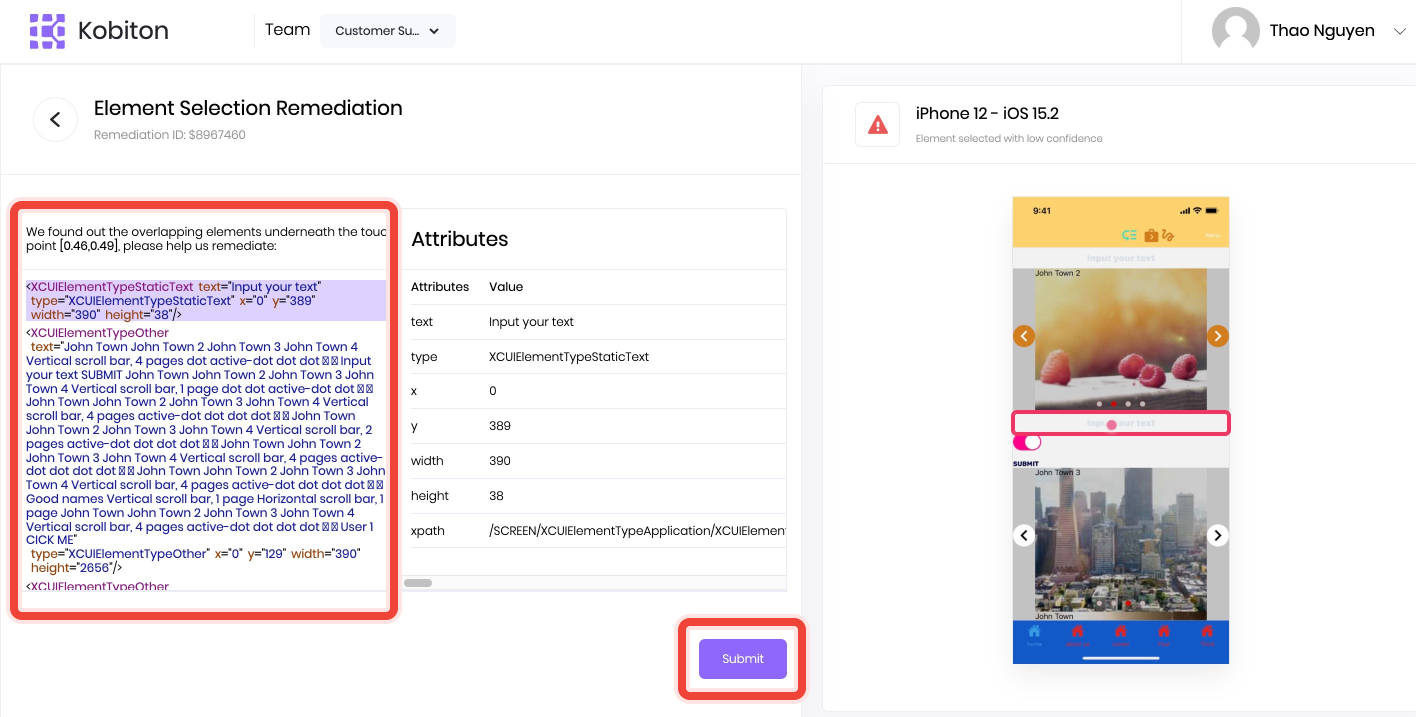 Kobiton
Team
Customer Su...
Thao Nguyen
Element Selection Remediation
Remediation ID: $8967460
We found out the overlapping elements underneath the touc
point [0.46,0.49], please help us remediate:
<XCUIElementTypeStaticText text="Input your text"
type="XCUIElementTypeStaticText" x="0" y="389"
width="390" height="38"/>
<XCUIElementTypeOther
text="John Town John Town 2 John Town 3 John Town 4
Vertical scroll bar, 4 pages dot active-dot dot dot Input
your text SUBMIT John Town John Town 2 John Town 3 John
Town 4 Vertical scroll bar, 1 page dot dot active-dot dot
John Town John Town 2 John Town 3 John Town 4 Vertical
scroll bar, 4 pages active-dot dot dot dot John Town
John Town 2 John Town 3 John Town 4 Vertical scroll bar, 2
pages active-dot dot dot dot John Town John Town 2
John Town 3 John Town 4 Vertical scroll bar, 4 pages active-
dot dot dot dot John Town John Town 2 John Town 3 John
Town 4 Vertical scroll bar, 4 pages active-dot dot dot dot
Good names Vertical scroll bar, 1 page Horizontal scroll bar, 1
page John Town John Town 2 John Town 3 John Town 4
Vertical scroll bar, 4 pages active-dot dot dot dot User 1
CICK ME"
type="XCUIElementTypeOther" x="0" y="129" width="390"
height="2656"/>
<XCUIElementTypeOther
Attributes
Attributes Value
text Input your text
type XCUIElementTypeStaticText
x 0
y 389
width 390
height 38
xpath /SCREEN/XCUIElementTypeApplication/XCUIElement
Submit
iPhone 12 - iOS 15.2
Element selected with low confidence
9:41
Menu
Input your text
John Town 2
SUBMIT
John Town 3
John Town
home